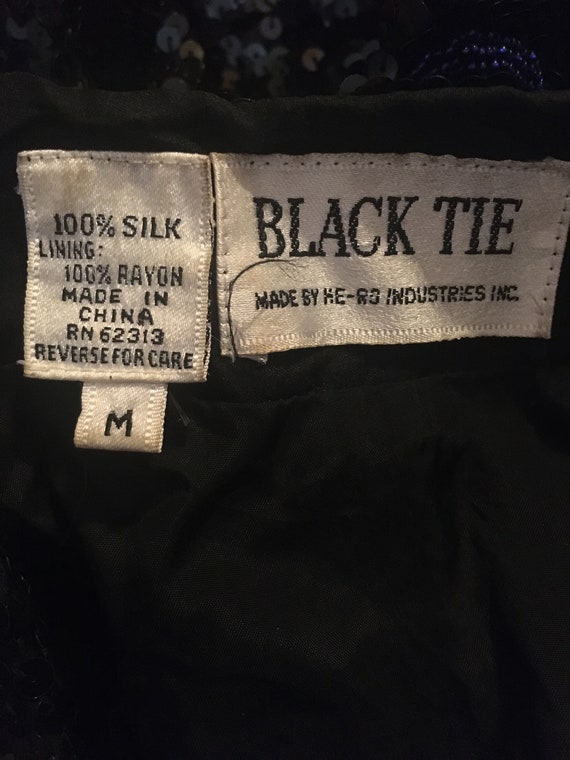 100% SILK
LINING:
100% RAYON
MADE IN
CHINA
RN 62313
REVERSE FOR CARE
M
BLACK TIE
MADE BY HE-RO INDUSTRIES INC.